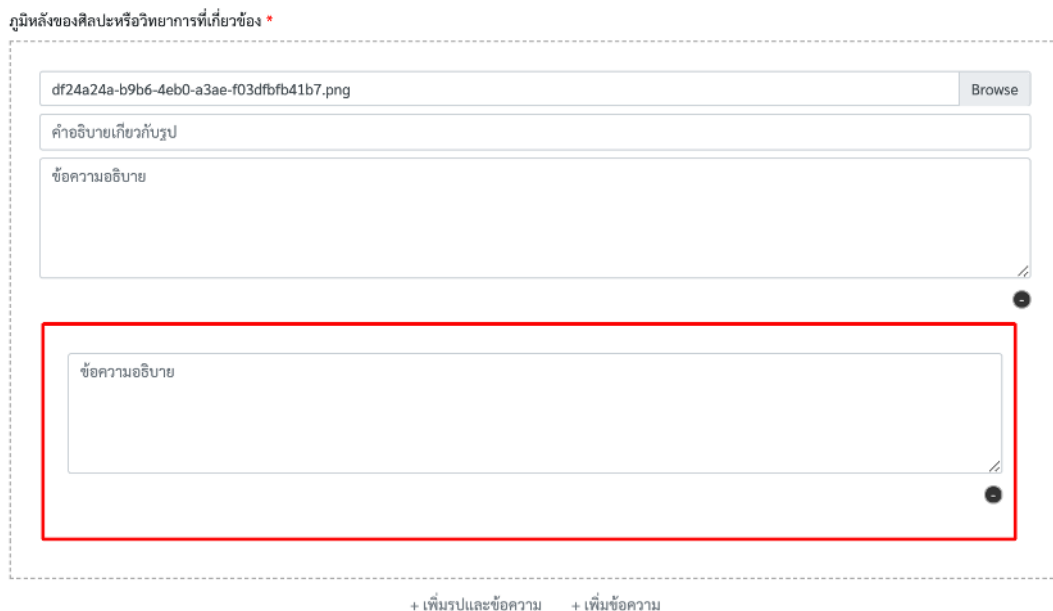 ภูมิหลังของศิลปะหรือวิทยาการที่เกี่ยวข้อง *
df24a24a-b9b6-4eb0-a3ae-f03dfbfb41b7.png Browse
คำอธิบายเกี่ยวกับรูป
ข้อความอธิบาย
-
ข้อความอธิบาย
-
+ เพิ่มรูปและข้อความ + เพิ่มข้อความ